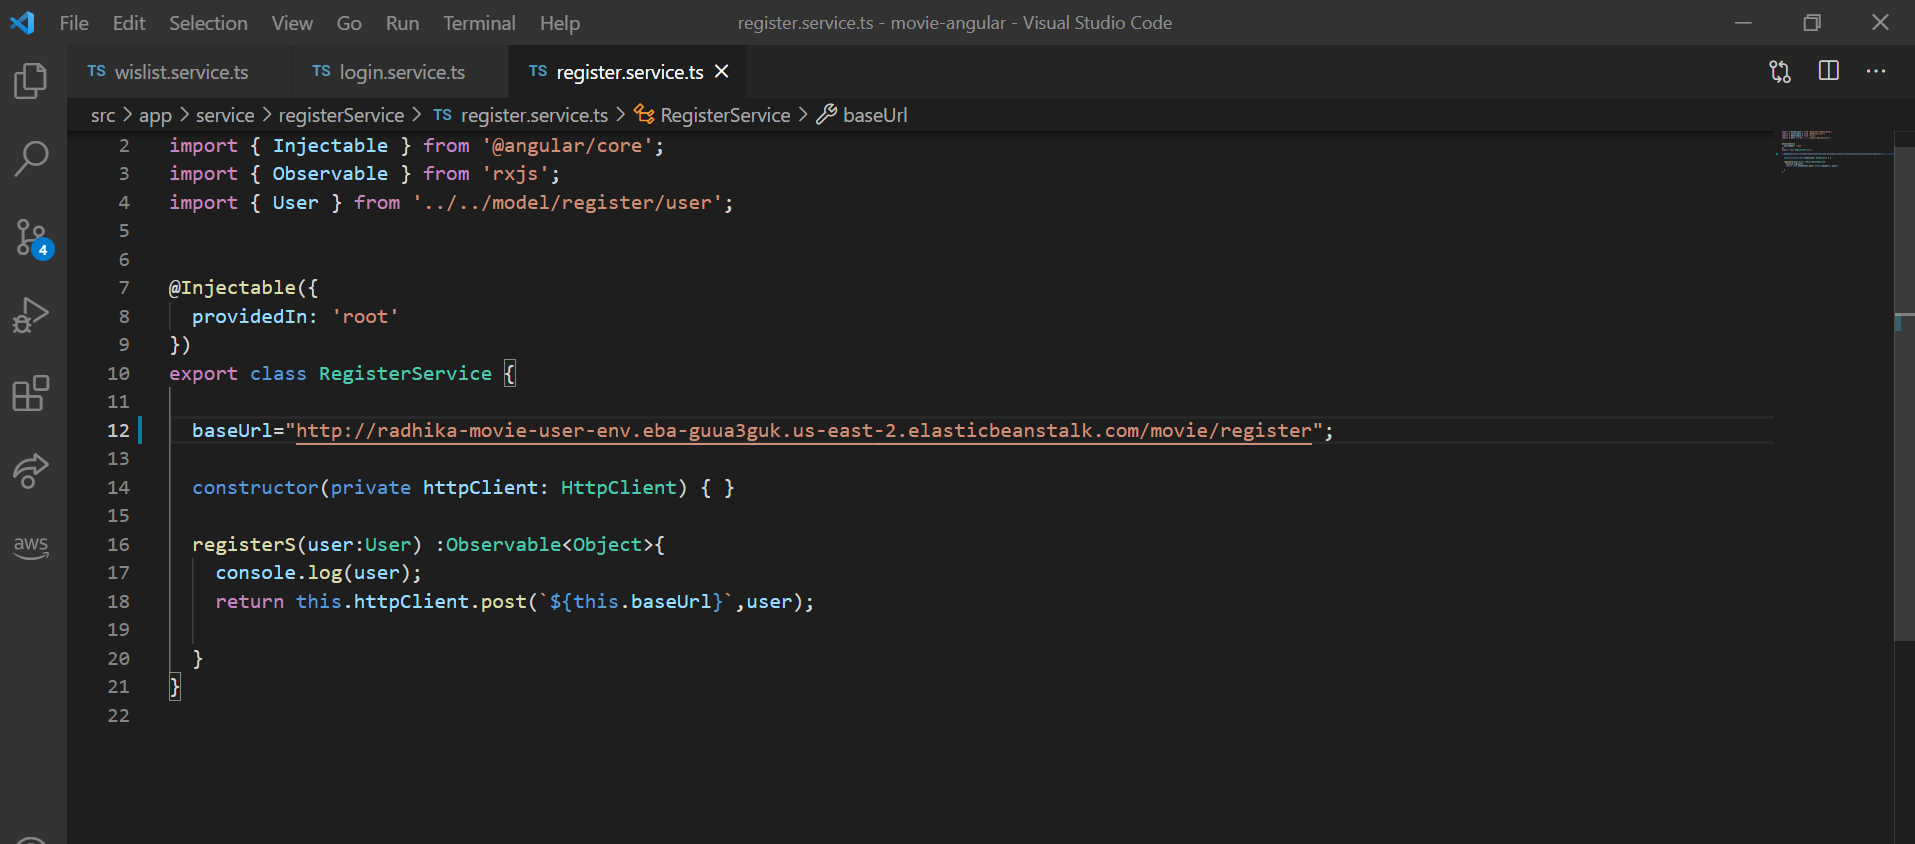 File Edit Selection View Go Run Terminal Help register.service.ts - movie-angular - Visual Studio Code
TS wislist.service.ts TS login.service.ts TS register.service.ts
src > app > service > registerService > TS register.service.ts > RegisterService > baseUrl
2 import { Injectable } from '@angular/core';
3 import { Observable } from 'rxjs';
4 import { User } from '../../model/register/user';
5
6
7 @Injectable({
8 providedIn: 'root'
9 })
10 export class RegisterService {
11
12 baseUrl="http://radhika-movie-user-env.eba-guua3guk.us-east-2.elasticbeanstalk.com/movie/register";
13
14 constructor(private httpClient: HttpClient) { }
15
16 registerS(user:User) :Observable<Object>{
17 console.log(user);
18 return this.httpClient.post(`${this.baseUrl}`,user);
19
20 }
21 }
22
4
aws